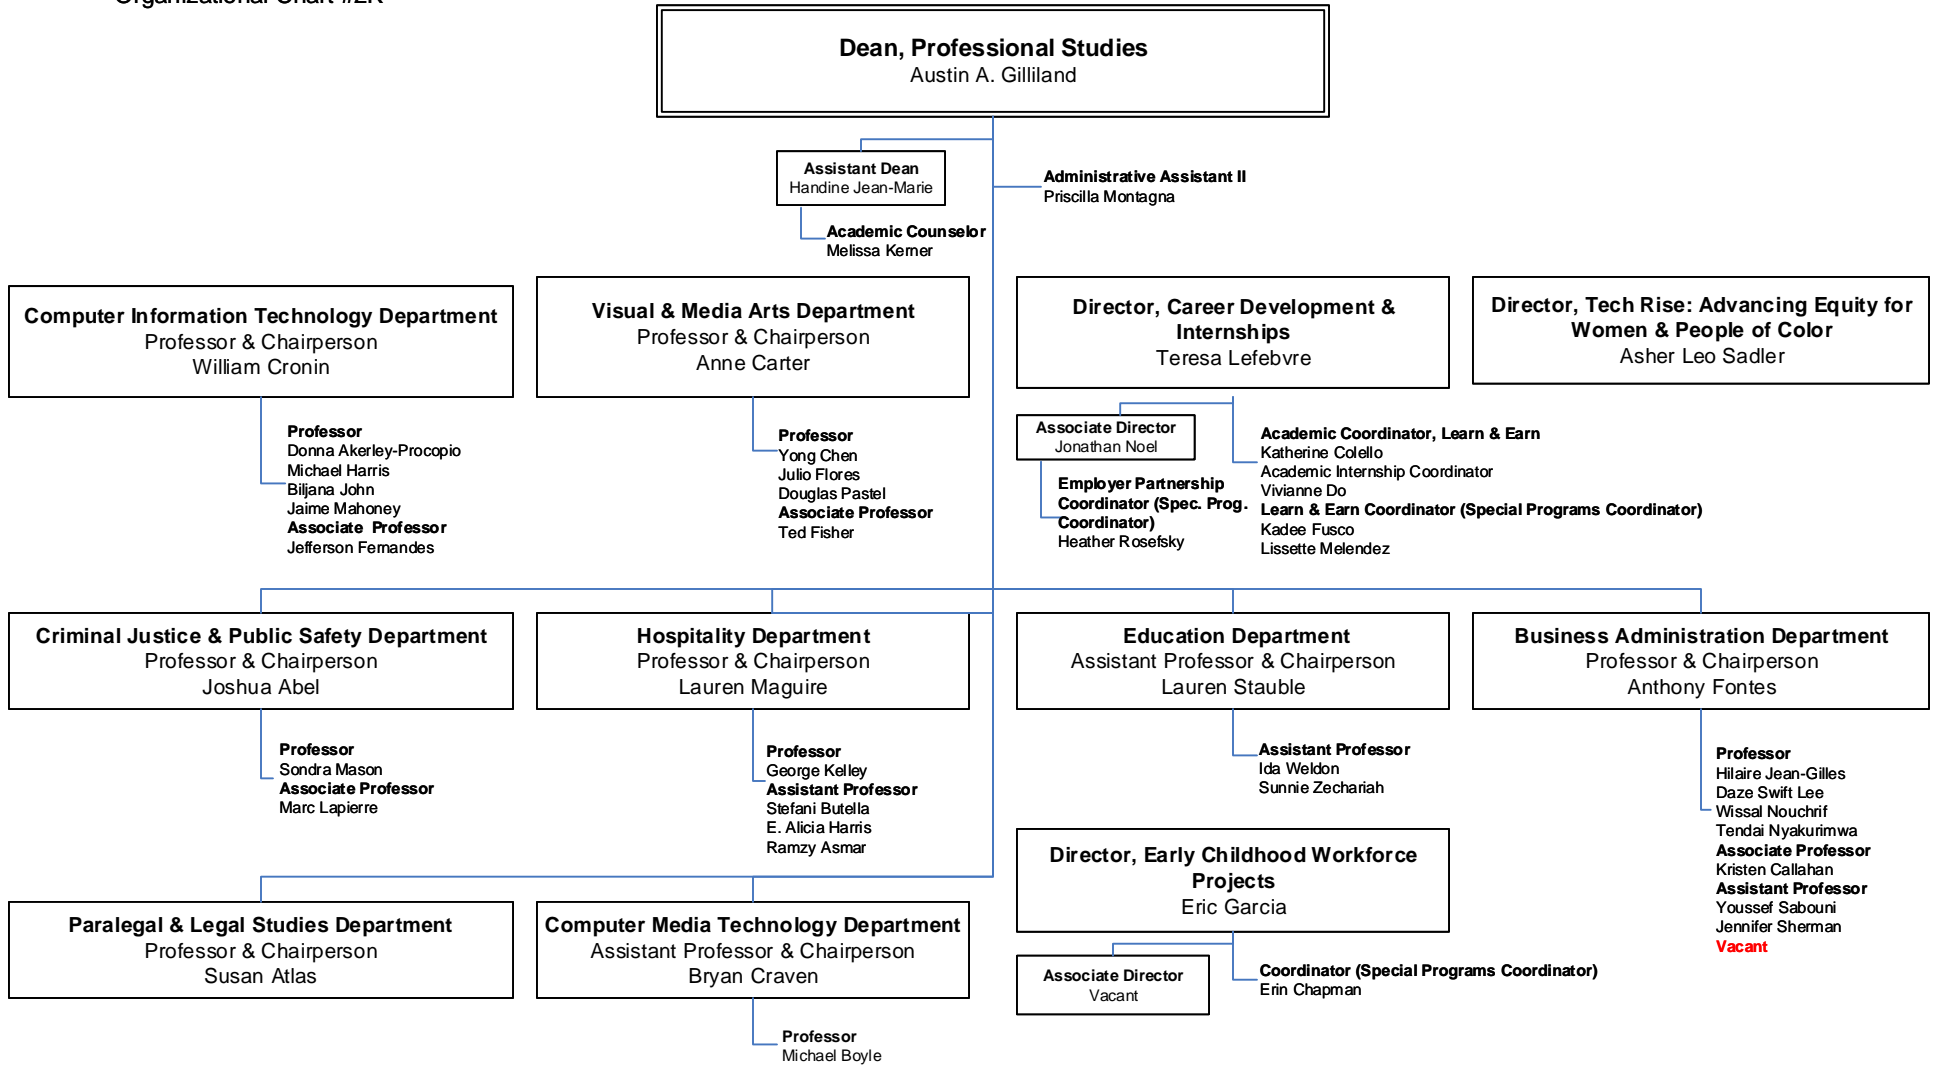 Organizational Chart #2R
Dean, Professional Studies
Austin A. Gilliland
Assistant Dean
Handine Jean-Marie
Administrative Assistant II
Priscilla Montagna
Academic Counselor
Melissa Kerner
Computer Information Technology Department
Professor & Chairperson
William Cronin
Professor
Donna Akerley-Procopio
Michael Harris
Biljana John
Jaime Mahoney
Associate Professor
Jefferson Fernandes
Visual & Media Arts Department
Professor & Chairperson
Anne Carter
Professor
Yong Chen
Julio Flores
Douglas Pastel
Associate Professor
Ted Fisher
Director, Career Development &
Internships
Teresa Lefebvre
Associate Director
Jonathan Noel
Employer Partnership
Coordinator (Spec. Prog.
Coordinator)
Heather Rosefsky
Academic Coordinator, Learn & Earn
Katherine Colello
Academic Internship Coordinator
Vivianne Do
Learn & Earn Coordinator (Special Programs Coordinator)
Kadee Fusco
Lissette Melendez
Director, Tech Rise: Advancing Equity for
Women & People of Color
Asher Leo Sadler
Criminal Justice & Public Safety Department
Professor & Chairperson
Joshua Abel
Professor
Sondra Mason
Associate Professor
Marc Lapierre
Hospitality Department
Professor & Chairperson
Lauren Maguire
Professor
George Kelley
Assistant Professor
Stefani Butella
E. Alicia Harris
Ramzy Asmar
Education Department
Assistant Professor & Chairperson
Lauren Stauble
Assistant Professor
Ida Weldon
Sunnie Zechariah
Business Administration Department
Professor & Chairperson
Anthony Fontes
Professor
Hilaire Jean-Gilles
Daze Swift Lee
Wissal Nouchrif
Tendai Nyakurimwa
Associate Professor
Kristen Callahan
Assistant Professor
Youssef Sabouni
Jennifer Sherman
Vacant
Paralegal & Legal Studies Department
Professor & Chairperson
Susan Atlas
Computer Media Technology Department
Assistant Professor & Chairperson
Bryan Craven
Professor
Michael Boyle
Director, Early Childhood Workforce
Projects
Eric Garcia
Associate Director
Vacant
Coordinator (Special Programs Coordinator)
Erin Chapman